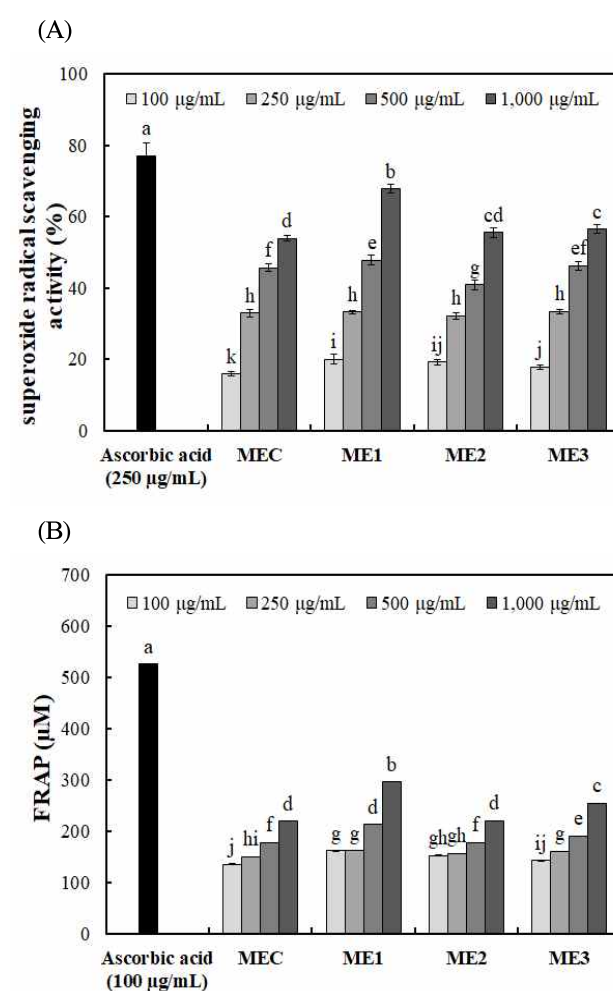 (A)
superoxide radical scavenging
activity (%)
100
80
60
40
20
0
100 μg/mL 250 μg/mL 500 μg/mL 1,000 μg/mL
a
k h f d
i h e b
ij h g cd
j h ef c
Ascorbic acid
(250 μg/mL)
MEC ME1 ME2 ME3
(B)
FRAP (μM)
700
600
500
400
300
200
100
0
100 μg/mL 250 μg/mL 500 μg/mL 1,000 μg/mL
a
j hi f d
g g d b
gh gh f d
ij g e c
Ascorbic acid
(100 μg/mL)
MEC ME1 ME2 ME3